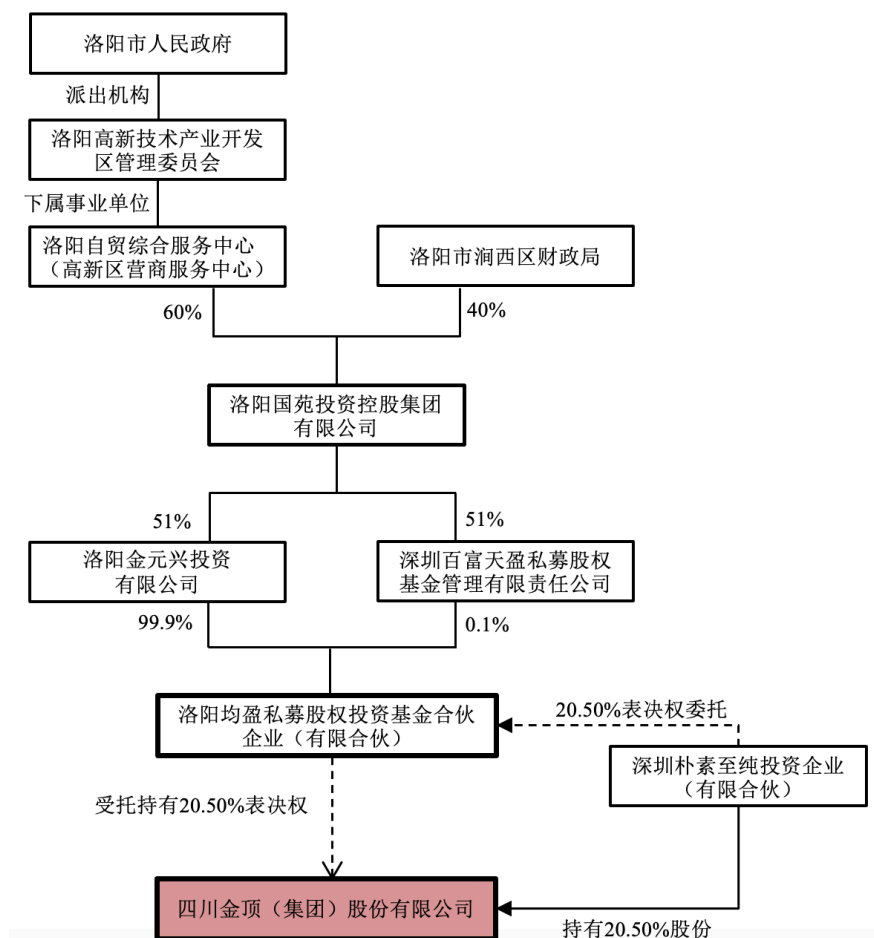 洛阳市人民政府
派出机构
洛阳高新技术产业开发
区管理委员会
下属事业单位
洛阳自贸综合服务中心
（高新区营商服务中心）
洛阳市涧西区财政局
60%
40%
洛阳国苑投资控股集团
有限公司
51%
51%
洛阳金元兴投资
有限公司
深圳百富天盈私募股权
基金管理有限责任公司
99.9%
0.1%
洛阳均盈私募股权投资基金合伙
企业（有限合伙）
20.50%表决权委托
深圳朴素至纯投资企业
（有限合伙）
受托持有20.50%表决权
四川金顶（集团）股份有限公司
持有20.50%股份